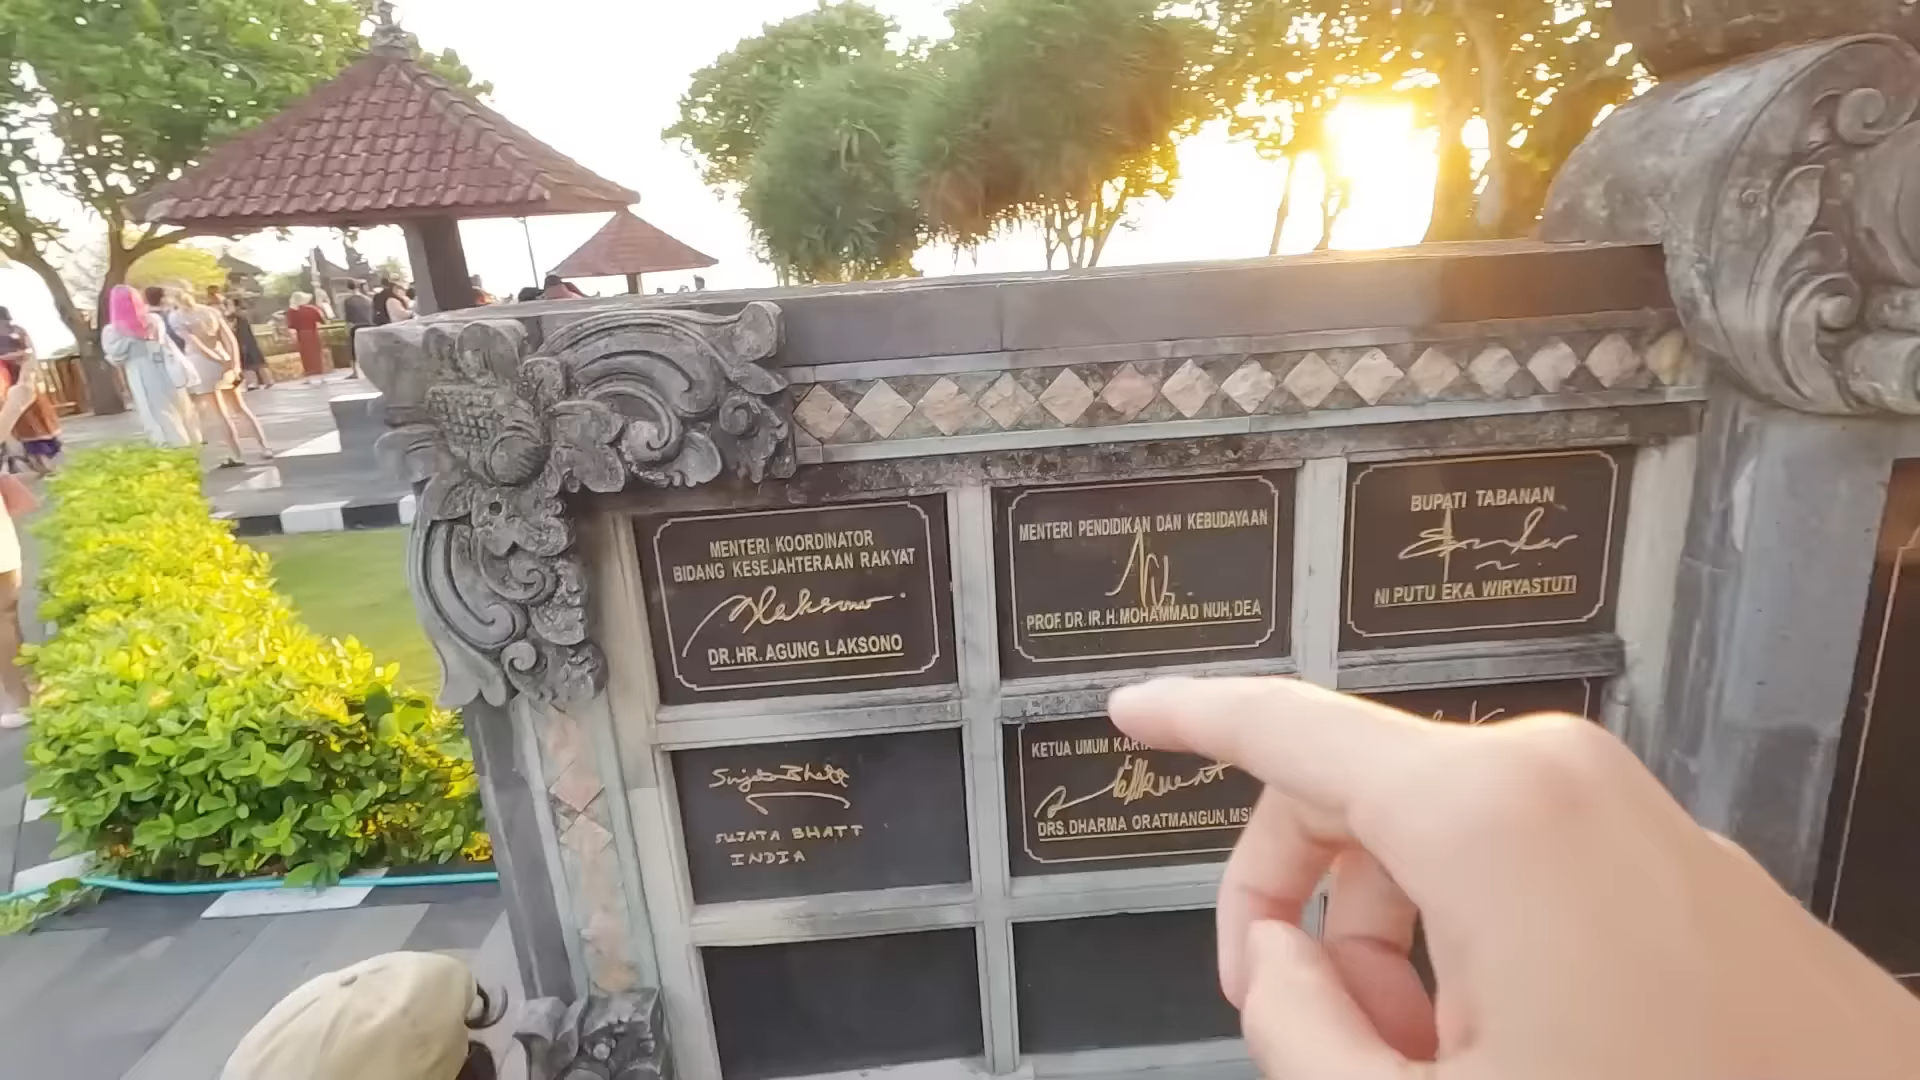 MENTERI KOORDINATOR
BIDANG KESEJAHTERAAN RAKYAT
DR.HR.AGUNG LAKSONO
MENTERI PENDIDIKAN DAN KEBUDAYAAN
PROF.DR.IR.H.MOHAMMAD NUH,DEA
BUPATI TABANAN
NI PUTU EKA WIRYASTUTI
Sujata Bhatt
SUJATA BHATT
INDIA
KETUA UMUM
DRS.DHARMA ORATMANGUN,MSI